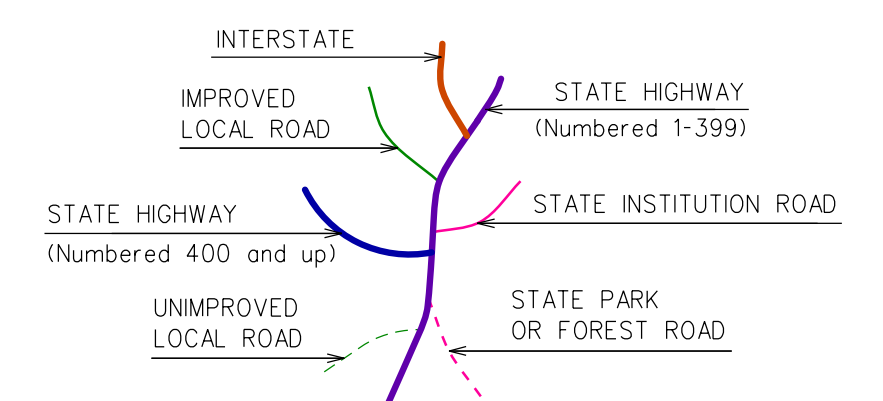 INTERSTATE
STATE HIGHWAY
(Numbered 1-399)
IMPROVED
LOCAL ROAD
STATE INSTITUTION ROAD
STATE HIGHWAY
(Numbered 400 and up)
UNIMPROVED
LOCAL ROAD
STATE PARK
OR FOREST ROAD